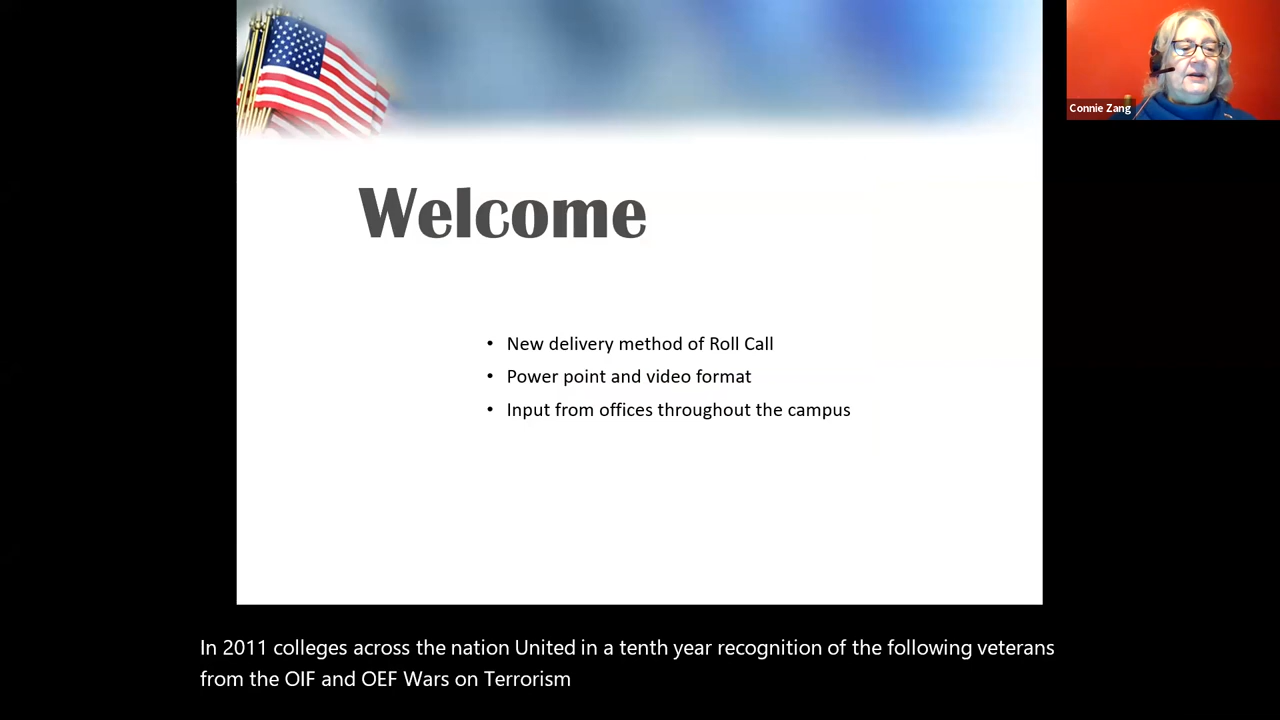 Connie Zang
Welcome
• New delivery method of Roll Call
• Power point and video format
• Input from offices throughout the campus
In 2011 colleges across the nation United in a tenth year recognition of the following veterans
from the OIF and OEF Wars on Terrorism